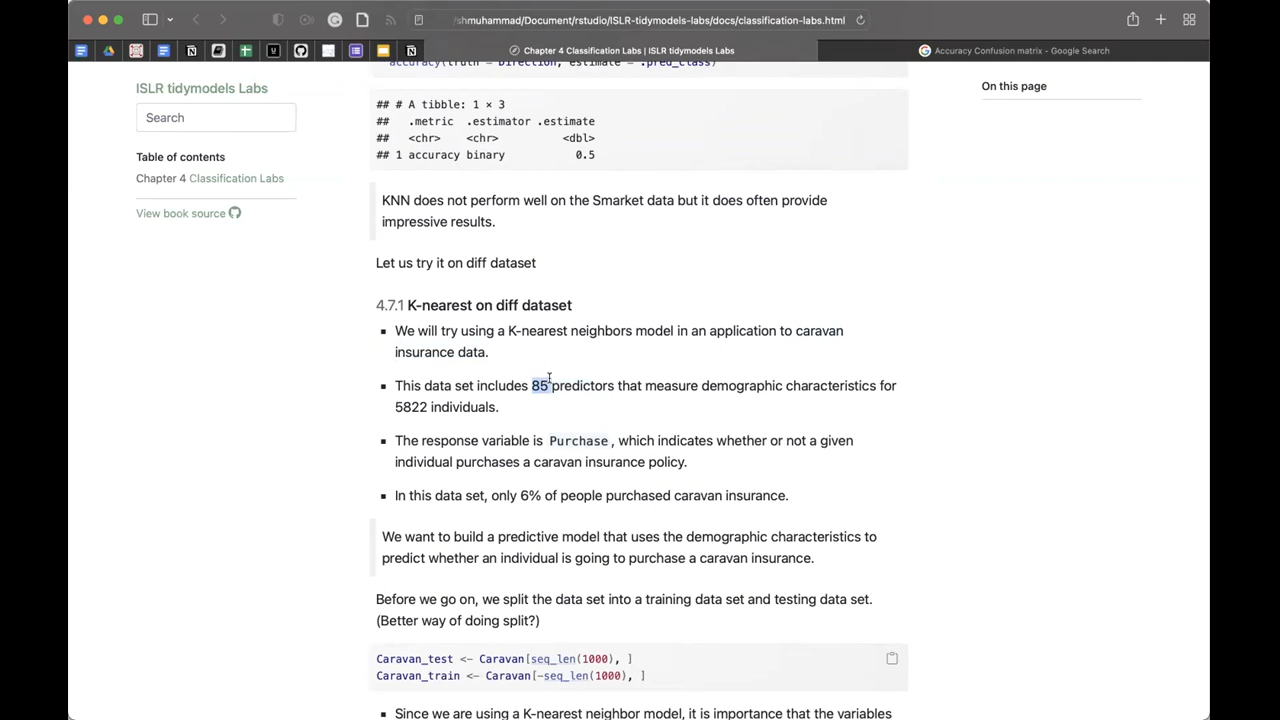 /shmuhammad/Document/rstudio/ISLR-tidymodels-labs/docs/classification-labs.html
Chapter 4 Classification Labs | ISLR tidymodels Labs
Accuracy Confusion matrix - Google Search
ISLR tidymodels Labs
Search
Table of contents
Chapter 4 Classification Labs
View book source
On this page
accuracy(truth = Direction, estimate = .pred_class)
## # A tibble: 1 × 3
##   .metric  .estimator .estimate
##   <chr>    <chr>          <dbl>
## 1 accuracy binary           0.5
KNN does not perform well on the Smarket data but it does often provide
impressive results.
Let us try it on diff dataset
4.7.1 K-nearest on diff dataset
▪ We will try using a K-nearest neighbors model in an application to caravan
insurance data.
▪ This data set includes 85 predictors that measure demographic characteristics for
5822 individuals.
▪ The response variable is Purchase, which indicates whether or not a given
individual purchases a caravan insurance policy.
▪ In this data set, only 6% of people purchased caravan insurance.
We want to build a predictive model that uses the demographic characteristics to
predict whether an individual is going to purchase a caravan insurance.
Before we go on, we split the data set into a training data set and testing data set.
(Better way of doing split?)
Caravan_test <- Caravan[seq_len(1000), ]
Caravan_train <- Caravan[-seq_len(1000), ]
▪ Since we are using a K-nearest neighbor model, it is importance that the variables